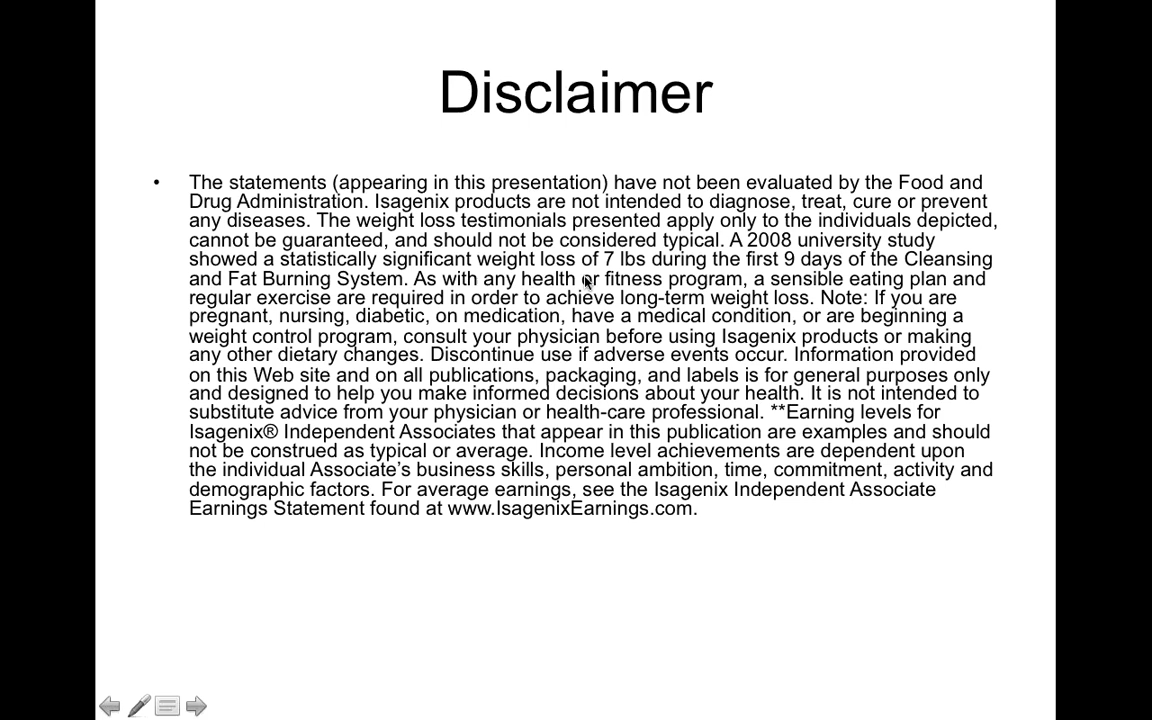 Disclaimer
• The statements (appearing in this presentation) have not been evaluated by the Food and
Drug Administration. Isagenix products are not intended to diagnose, treat, cure or prevent
any diseases. The weight loss testimonials presented apply only to the individuals depicted,
cannot be guaranteed, and should not be considered typical. A 2008 university study
showed a statistically significant weight loss of 7 lbs during the first 9 days of the Cleansing
and Fat Burning System. As with any health or fitness program, a sensible eating plan and
regular exercise are required in order to achieve long-term weight loss. Note: If you are
pregnant, nursing, diabetic, on medication, have a medical condition, or are beginning a
weight control program, consult your physician before using Isagenix products or making
any other dietary changes. Discontinue use if adverse events occur. Information provided
on this Web site and on all publications, packaging, and labels is for general purposes only
and designed to help you make informed decisions about your health. It is not intended to
substitute advice from your physician or health-care professional. **Earning levels for
Isagenix® Independent Associates that appear in this publication are examples and should
not be construed as typical or average. Income level achievements are dependent upon
the individual Associate’s business skills, personal ambition, time, commitment, activity and
demographic factors. For average earnings, see the Isagenix Independent Associate
Earnings Statement found at www.IsagenixEarnings.com.